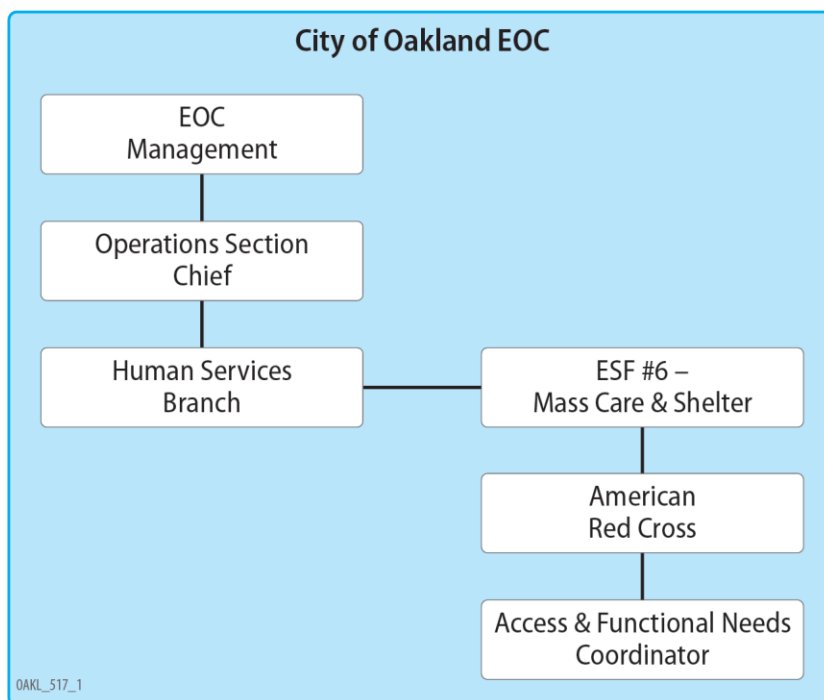 City of Oakland EOC
EOC
Management
Operations Section
Chief
Human Services
Branch
ESF #6 –
Mass Care & Shelter
American
Red Cross
Access & Functional Needs
Coordinator
OAKL_517_1